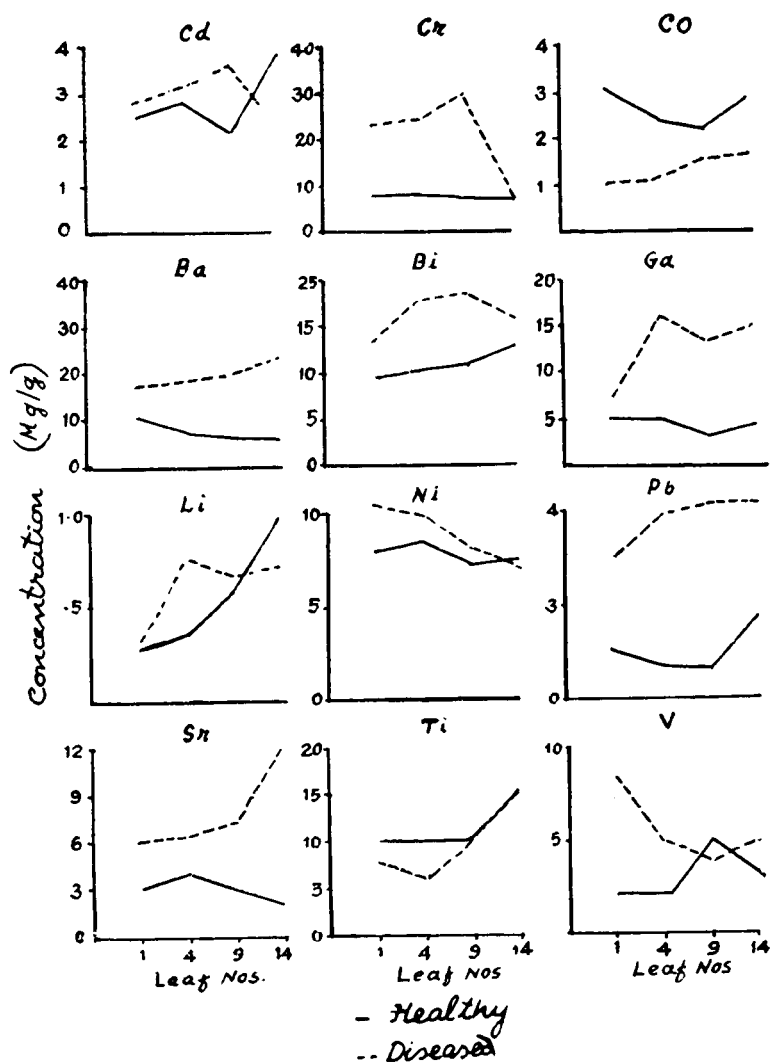 Cd
4
3
2
1
0
Cr
40
30
20
10
0
CO
4
3
2
1
Ba
40
30
20
10
0
Bi
25
20
15
10
5
0
Ga
20
15
10
5
0
Concentration (Mg/g)
Li
1.0
.5
Ni
10
5
0
Pb
3
0
Sr
12
9
6
3
0
1 4 9 14
Leaf Nos.
Ti
20
15
10
5
0
1 4 9 14
Leaf Nos
V
10
5
1 4 9 14
Leaf Nos
- Healthy
-- Diseased